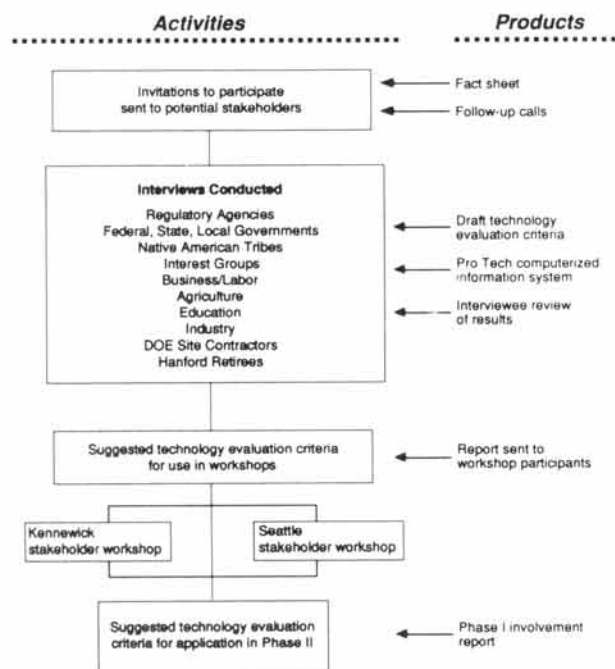 Activities
Products
Invitations to participate
sent to potential stakeholders
Fact sheet
Follow-up calls
Interviews Conducted
Regulatory Agencies
Federal, State, Local Governments
Native American Tribes
Interest Groups
Business/Labor
Agriculture
Education
Industry
DOE Site Contractors
Hanford Retirees
Draft technology
evaluation criteria
Pro Tech computerized
information system
Interviewee review
of results
Suggested technology evaluation criteria
for use in workshops
Report sent to
workshop participants
Kennewick
stakeholder workshop
Seattle
stakeholder workshop
Suggested technology evaluation
criteria for application in Phase II
Phase I involvement
report